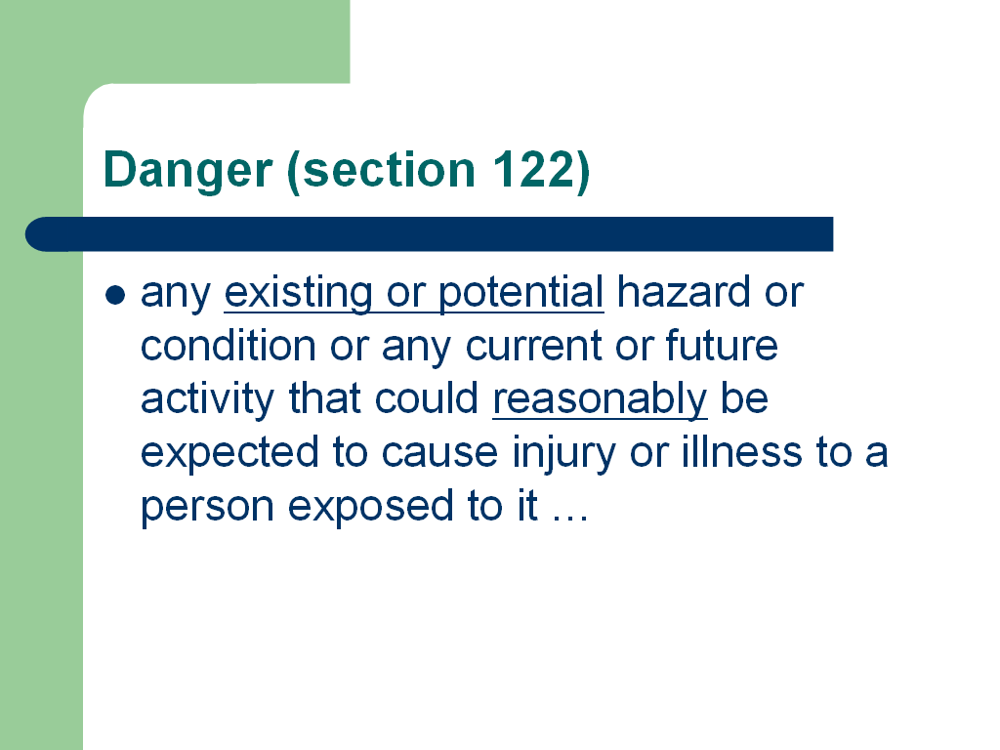 Danger (section 122)
any existing or potential hazard or
condition or any current or future
activity that could reasonably be
expected to cause injury or illness to a
person exposed to it …